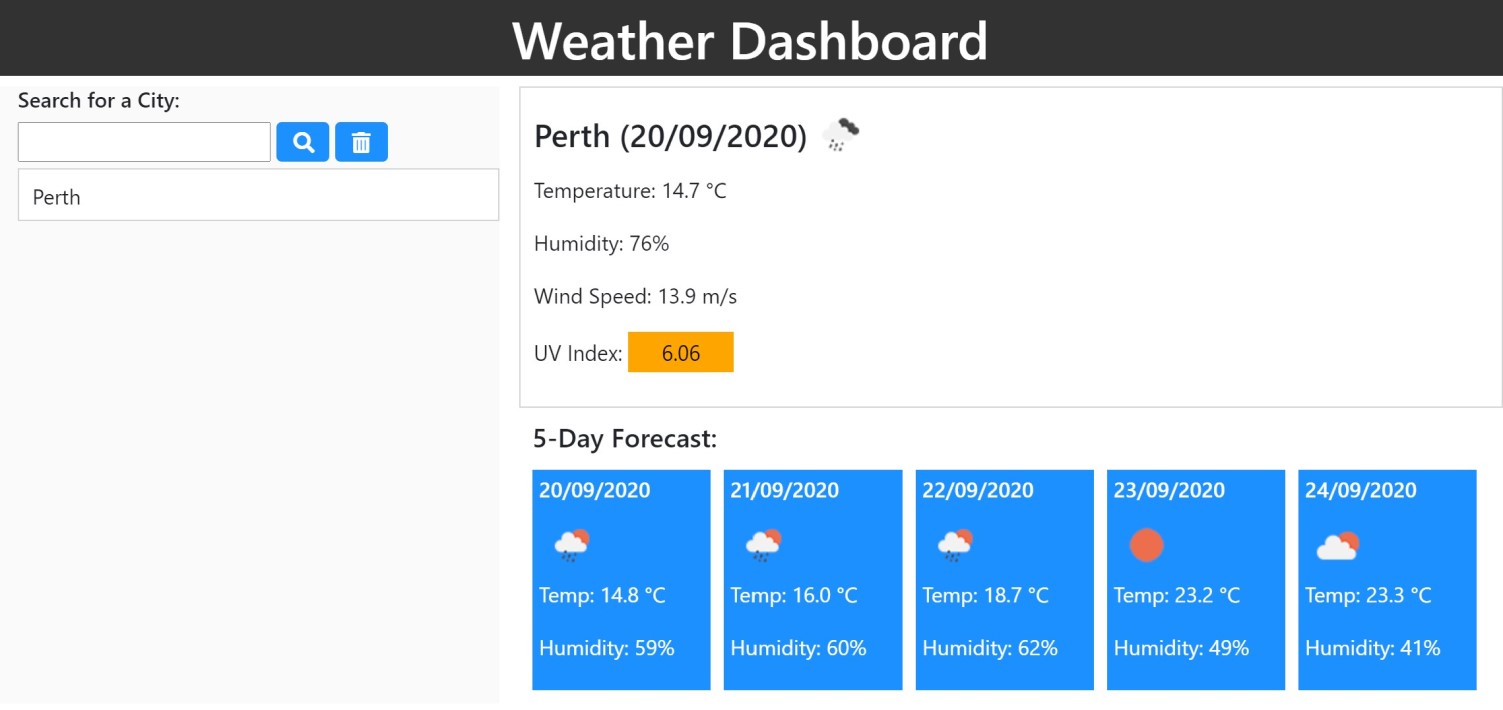 Weather Dashboard
Search for a City:
Perth
Perth (20/09/2020)
Temperature: 14.7 °C
Humidity: 76%
Wind Speed: 13.9 m/s
UV Index: 6.06
5-Day Forecast:
20/09/2020
Temp: 14.8 °C
Humidity: 59%
21/09/2020
Temp: 16.0 °C
Humidity: 60%
22/09/2020
Temp: 18.7 °C
Humidity: 62%
23/09/2020
Temp: 23.2 °C
Humidity: 49%
24/09/2020
Temp: 23.3 °C
Humidity: 41%